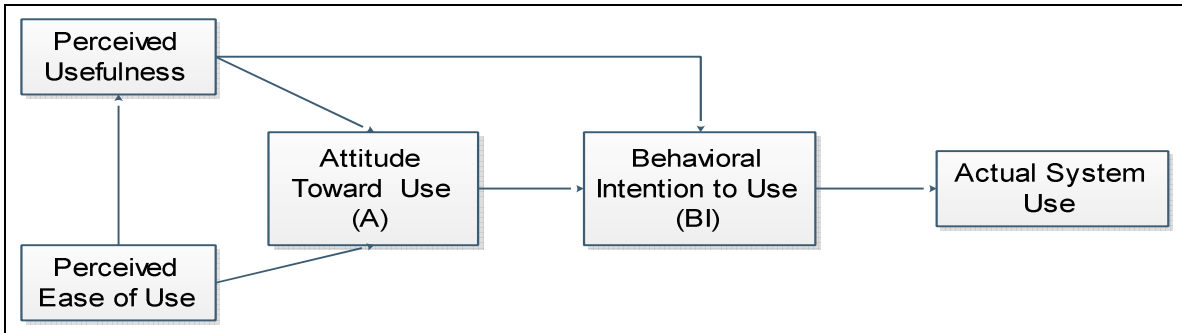 Perceived
Usefulness
Attitude
Toward Use
(A)
Behavioral
Intention to Use
(BI)
Actual System
Use
Perceived
Ease of Use